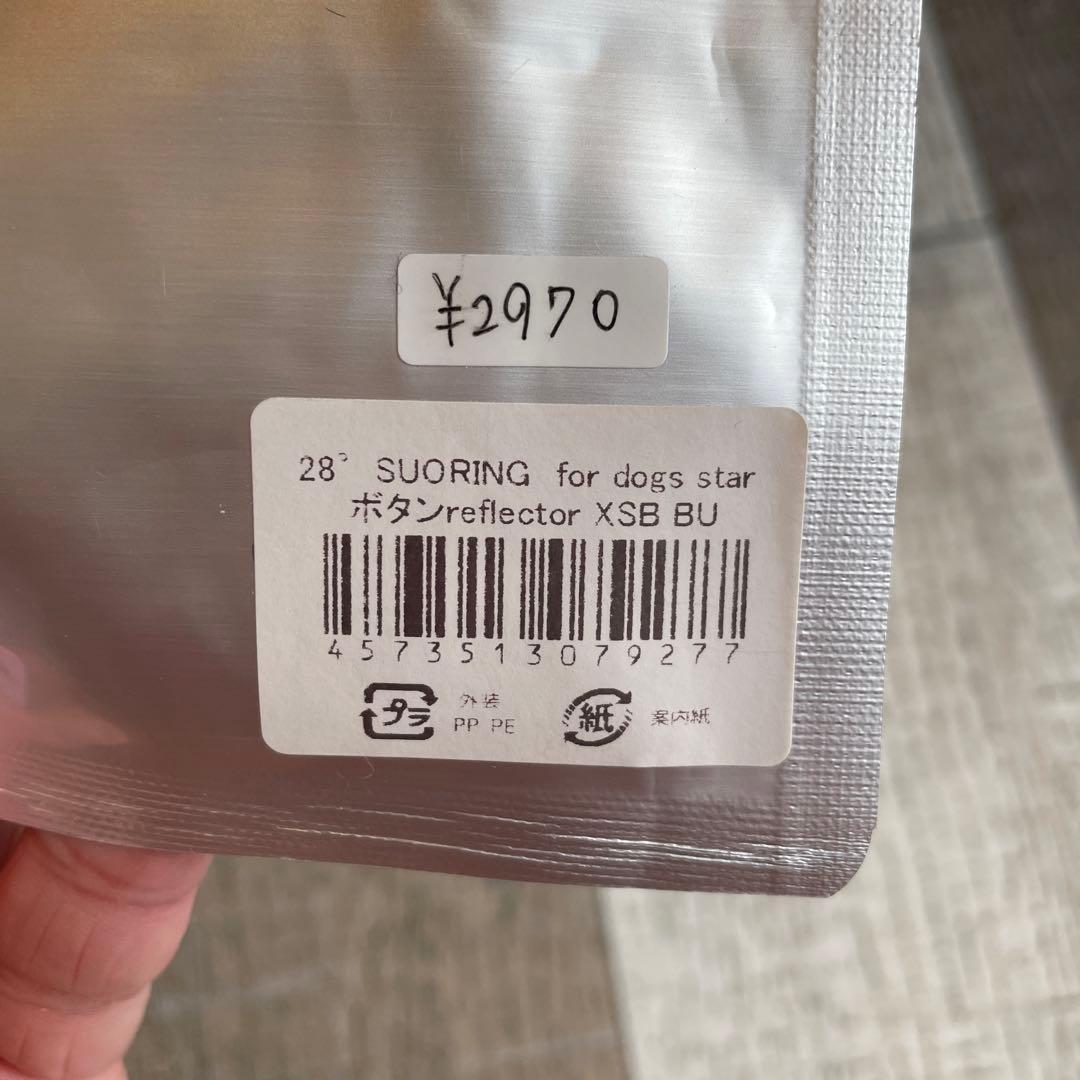 ¥2970
28° SUORING for dogs star
ボタンreflector XSB BU
4573513079277
プラ
外装
PP PE
紙
案内紙